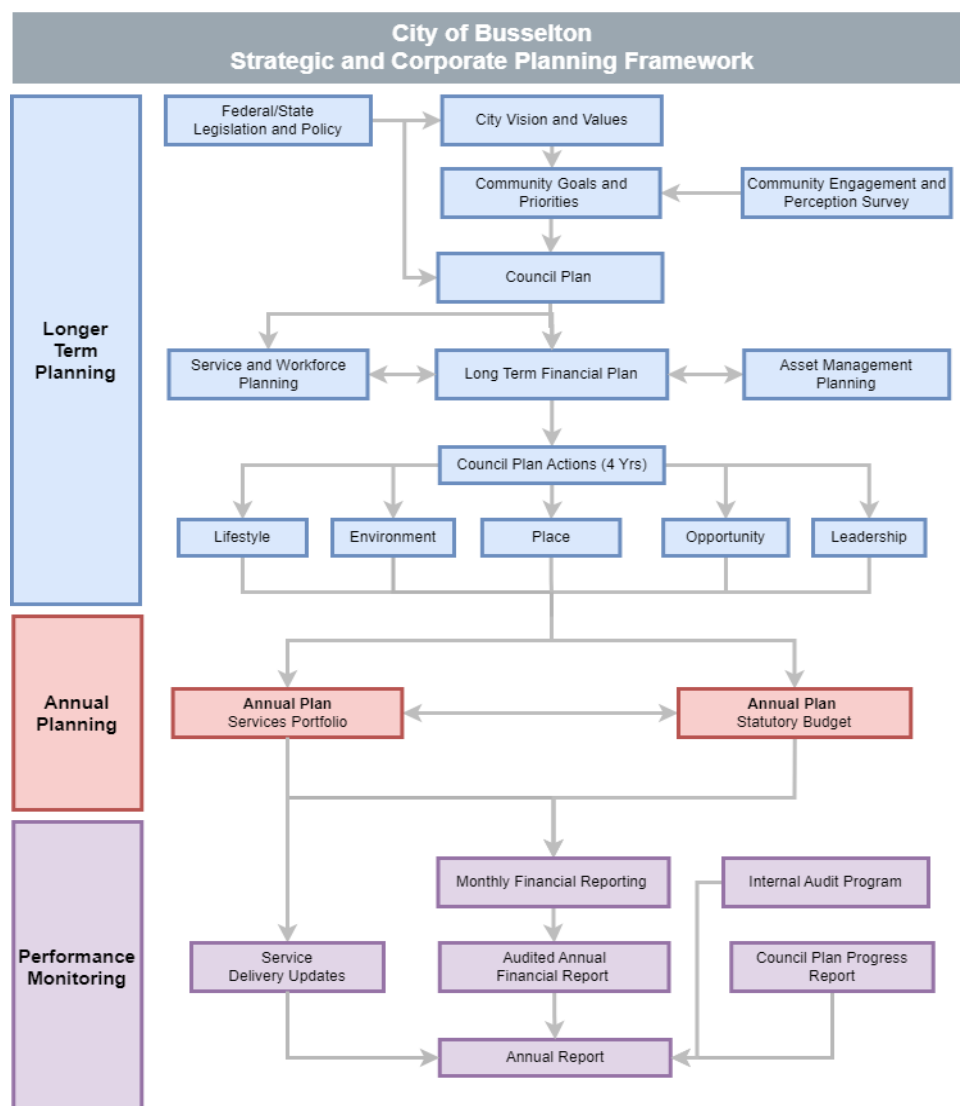 City of Busselton
Strategic and Corporate Planning Framework
Longer
Term
Planning
Federal/State
Legislation and Policy
City Vision and Values
Community Goals and
Priorities
Community Engagement and
Perception Survey
Council Plan
Service and Workforce
Planning
Long Term Financial Plan
Asset Management
Planning
Council Plan Actions (4 Yrs)
Lifestyle
Environment
Place
Opportunity
Leadership
Annual
Planning
Annual Plan
Services Portfolio
Annual Plan
Statutory Budget
Performance
Monitoring
Monthly Financial Reporting
Internal Audit Program
Service
Delivery Updates
Audited Annual
Financial Report
Council Plan Progress
Report
Annual Report